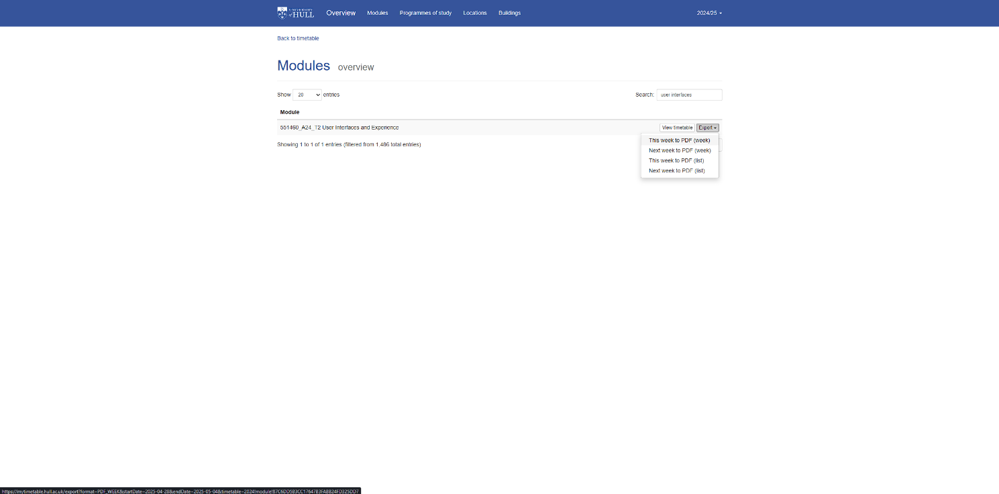 UNIVERSITY
of HULL
Overview Modules Programmes of study Locations Buildings 2024/25
Back to timetable
Modules overview
Show 20 entries Search: user interfaces
Module
551460_A24_T2 User Interfaces and Experience View timetable Export
This week to PDF (week)
Showing 1 to 1 of 1 entries (filtered from 1,486 total entries)
Next week to PDF (week)
This week to PDF (list)
Next week to PDF (list)
https://mytimetable.hull.ac.uk/export?format=PDF_WEEK&startDate=2025-04-28&endDate=2025-05-04&timetable=2024!module!87C6DD5B3CC17647B3FABB24FD325DD7